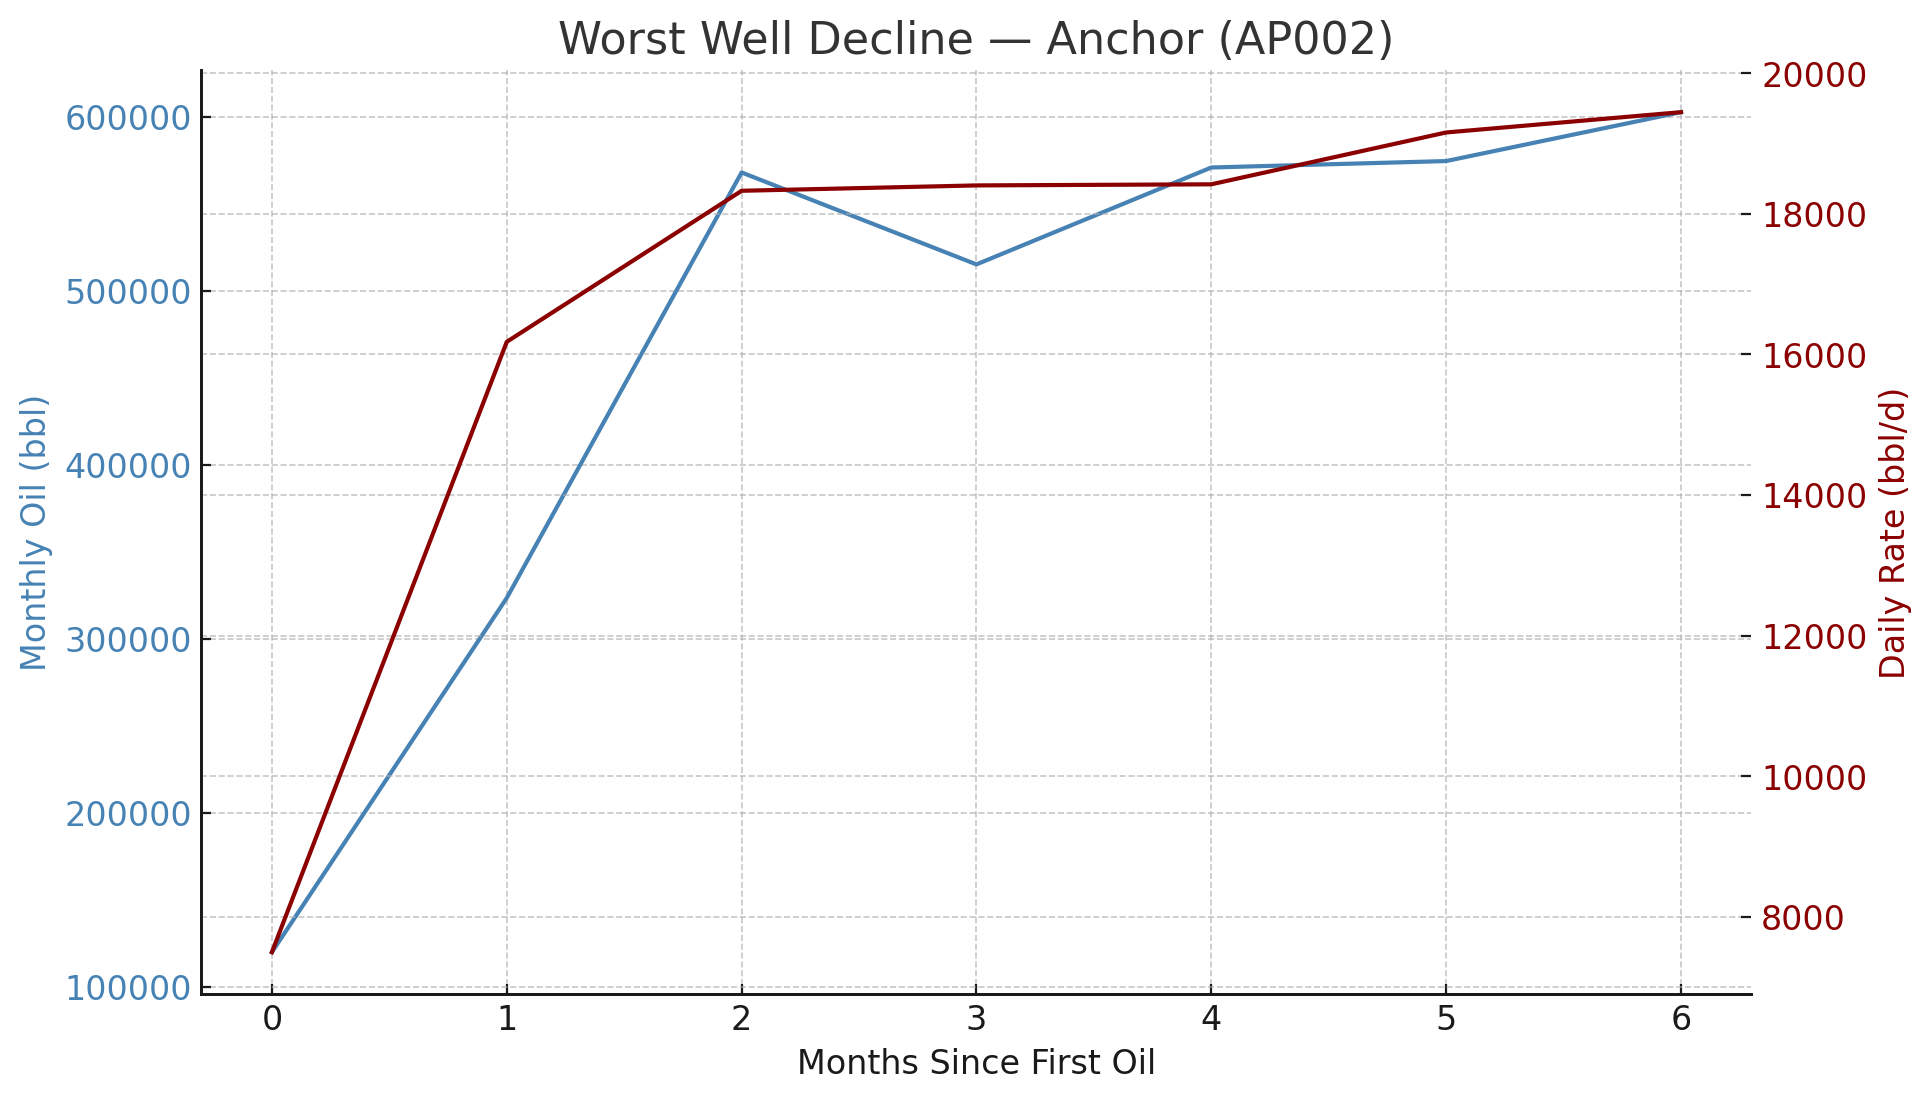 Worst Well Decline — Anchor (AP002)
Monthly Oil (bbl)
600000
500000
400000
300000
200000
100000
20000
18000
16000
14000
12000
10000
8000
Daily Rate (bbl/d)
0 1 2 3 4 5 6
Months Since First Oil